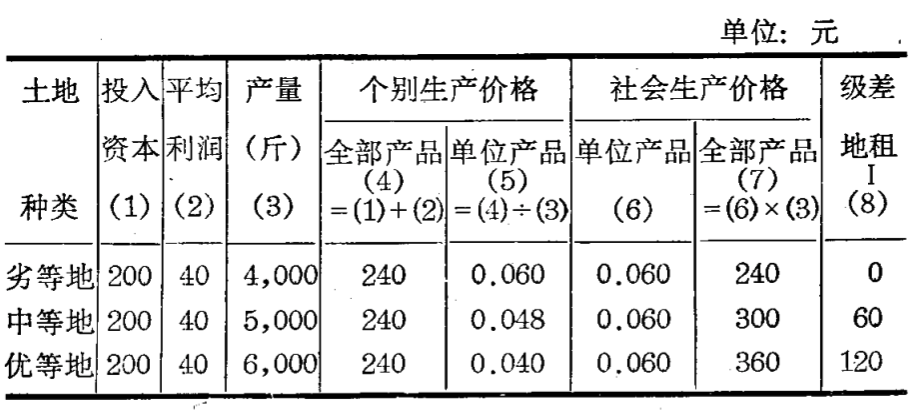 单位：元
土地 投入 平均 产量 个别生产价格 社会生产价格 级差
资本 利润 （斤） 全部产品 单位产品 单位产品 全部产品 地租
(4) (5) (7) I
种类 (1) (2) (3) =(1)+(2) =(4)÷(3) (6) =(6)×(3) (8)
劣等地 200 40 4,000 240 0.060 0.060 240 0
中等地 200 40 5,000 240 0.048 0.060 300 60
优等地 200 40 6,000 240 0.040 0.060 360 120